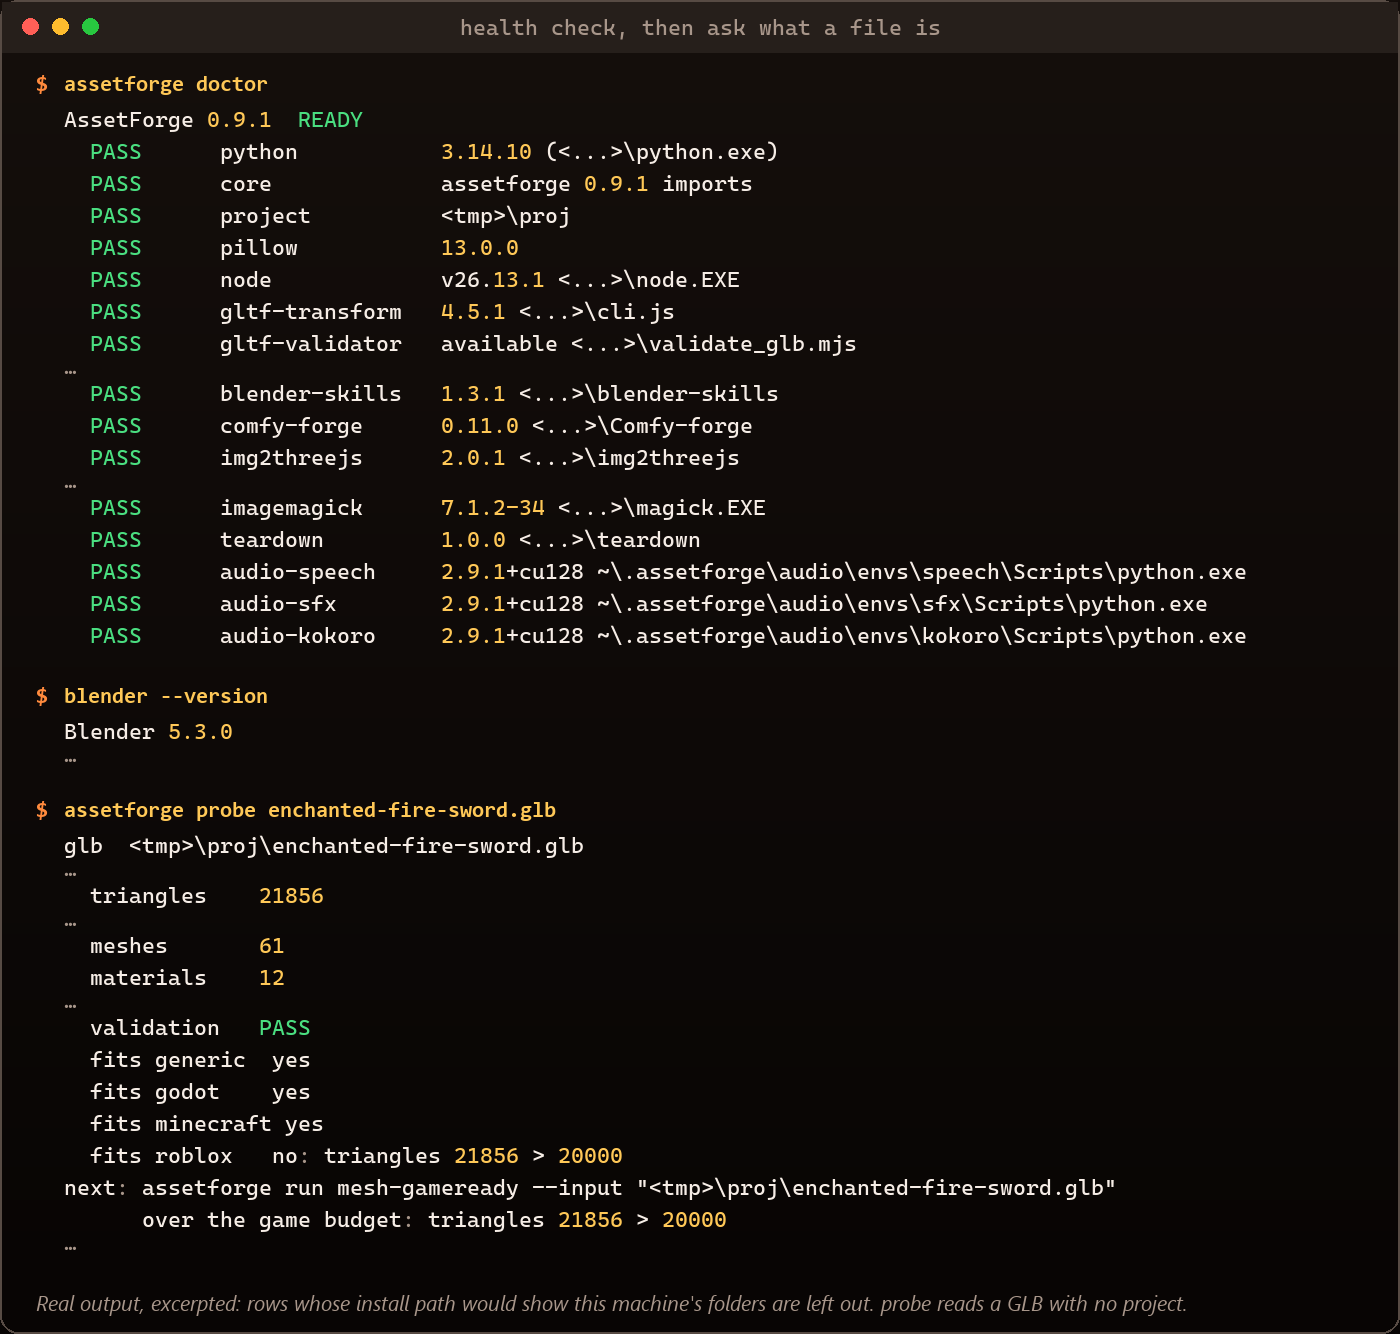 health check, then ask what a file is
$ assetforge doctor
AssetForge 0.9.1 READY
PASS python 3.14.10 (<...>\python.exe)
PASS core assetforge 0.9.1 imports
PASS project <tmp>\proj
PASS pillow 13.0.0
PASS node v26.13.1 <...>\node.EXE
PASS gltf-transform 4.5.1 <...>\cli.js
PASS gltf-validator available <...>\validate_glb.mjs
…
PASS blender-skills 1.3.1 <...>\blender-skills
PASS comfy-forge 0.11.0 <...>\Comfy-forge
PASS img2threejs 2.0.1 <...>\img2threejs
…
PASS imagemagick 7.1.2-34 <...>\magick.EXE
PASS teardown 1.0.0 <...>\teardown
PASS audio-speech 2.9.1+cu128 ~\.assetforge\audio\envs\speech\Scripts\python.exe
PASS audio-sfx 2.9.1+cu128 ~\.assetforge\audio\envs\sfx\Scripts\python.exe
PASS audio-kokoro 2.9.1+cu128 ~\.assetforge\audio\envs\kokoro\Scripts\python.exe
$ blender --version
Blender 5.3.0
…
$ assetforge probe enchanted-fire-sword.glb
glb <tmp>\proj\enchanted-fire-sword.glb
…
triangles 21856
…
meshes 61
materials 12
…
validation PASS
fits generic yes
fits godot yes
fits minecraft yes
fits roblox no: triangles 21856 > 20000
next: assetforge run mesh-gameready --input "<tmp>\proj\enchanted-fire-sword.glb"
over the game budget: triangles 21856 > 20000
…
Real output, excerpted: rows whose install path would show this machine's folders are left out. probe reads a GLB with no project.